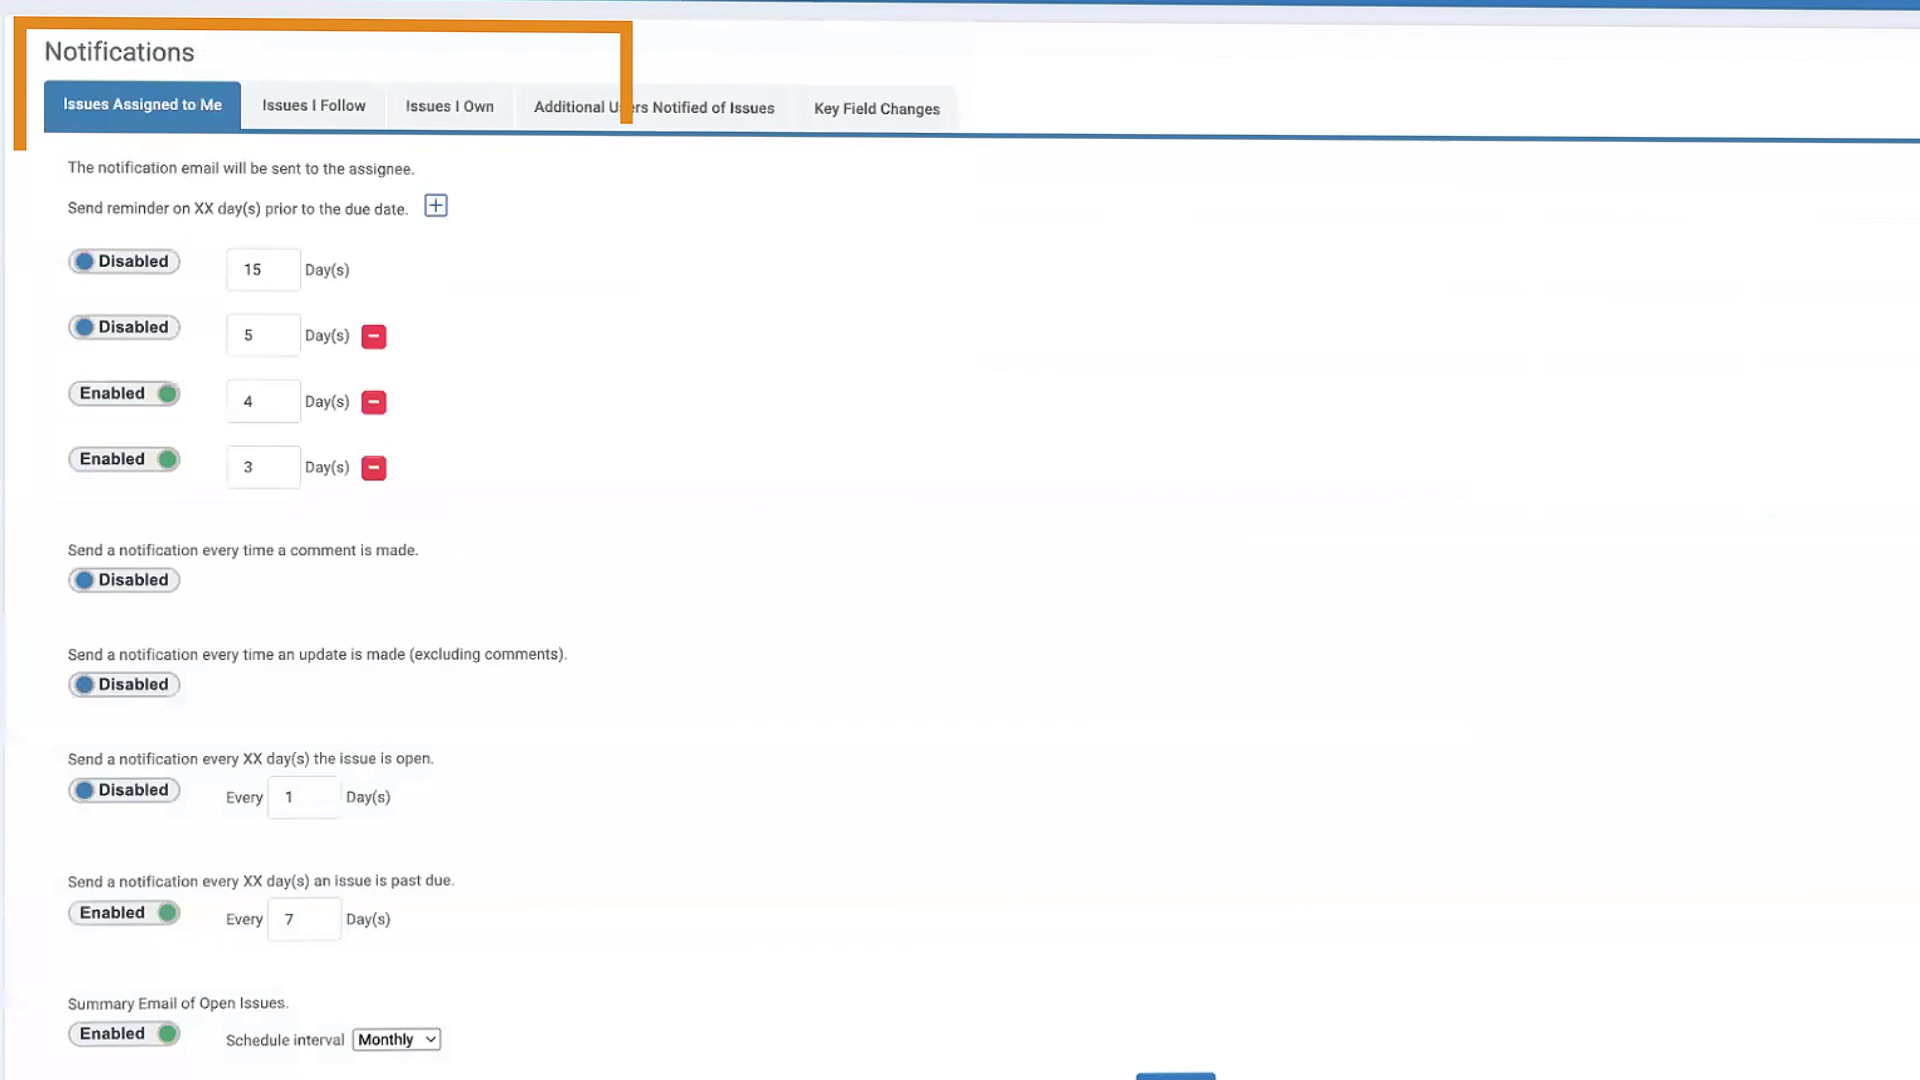 Notifications
Issues Assigned to Me Issues I Follow Issues I Own Additional Users Notified of Issues Key Field Changes
The notification email will be sent to the assignee.
Send reminder on XX day(s) prior to the due date.
Disabled 15 Day(s)
Disabled 5 Day(s)
Enabled 4 Day(s)
Enabled 3 Day(s)
Send a notification every time a comment is made.
Disabled
Send a notification every time an update is made (excluding comments).
Disabled
Send a notification every XX day(s) the issue is open.
Disabled Every 1 Day(s)
Send a notification every XX day(s) an issue is past due.
Enabled Every 7 Day(s)
Summary Email of Open Issues.
Enabled Schedule interval Monthly